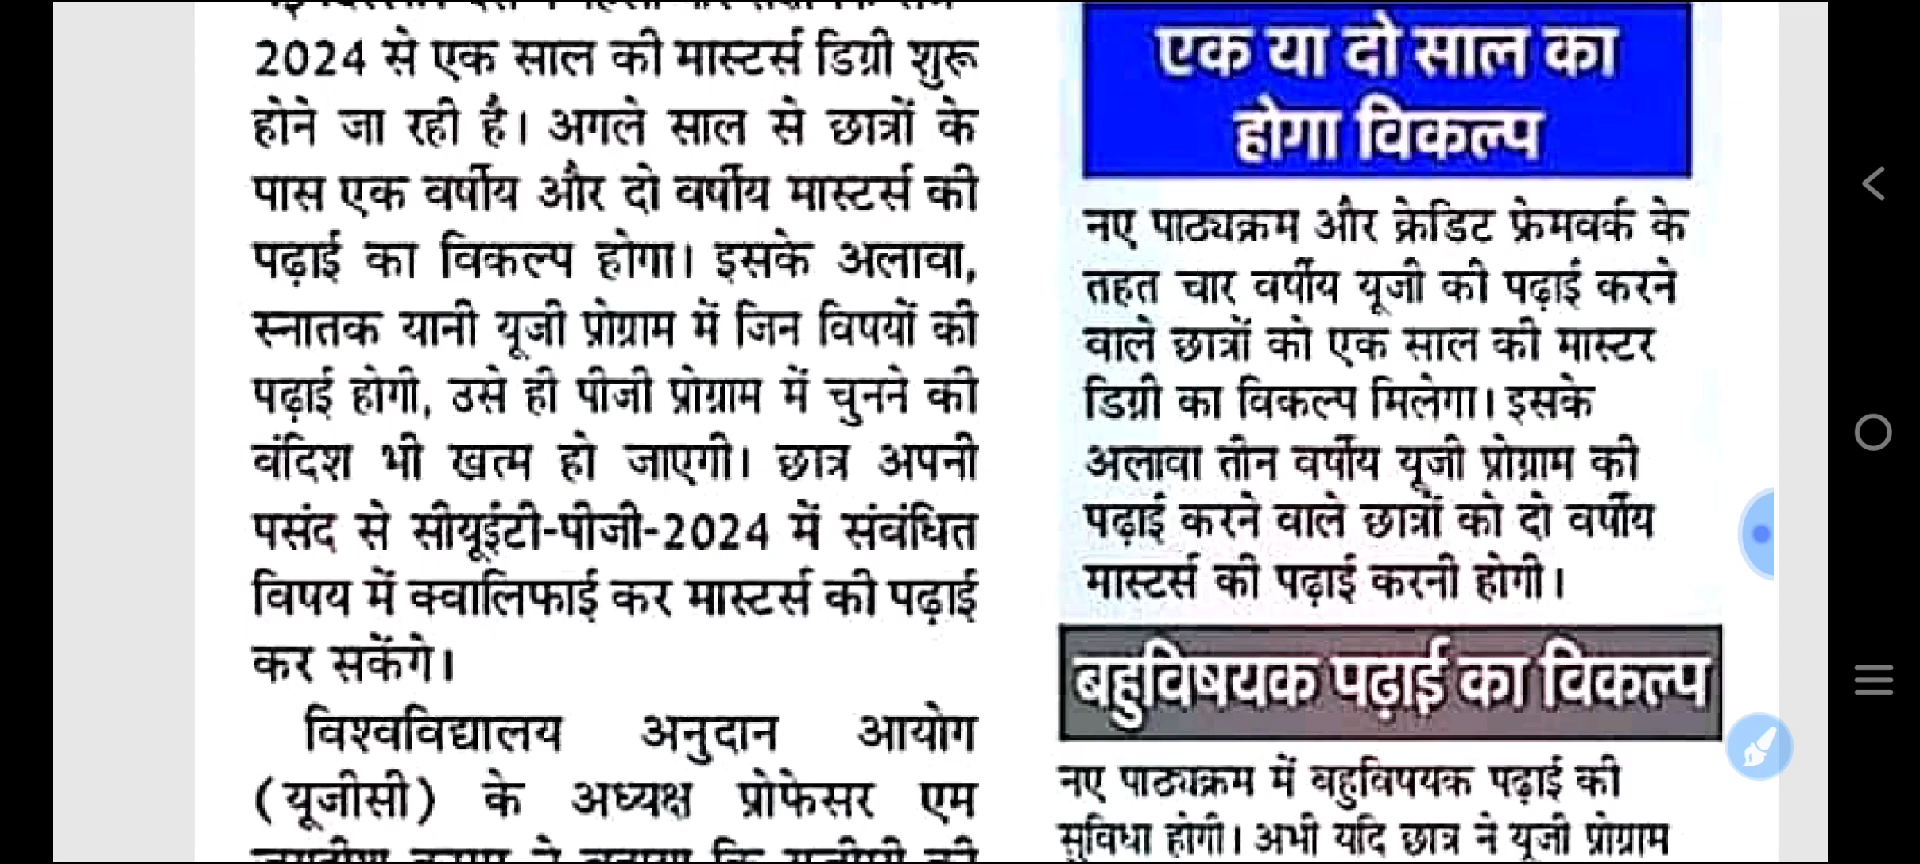 2024 से एक साल की मास्टर्स डिग्री शुरू
होने जा रही है। अगले साल से छात्रों के
पास एक वर्षीय और दो वर्षीय मास्टर्स की
पढ़ाई का विकल्प होगा। इसके अलावा,
स्नातक यानी यूजी प्रोग्राम में जिन विषयों की
पढ़ाई होगी, उसे ही पीजी प्रोग्राम में चुनने की
बंदिश भी खत्म हो जाएगी। छात्र अपनी
पसंद से सीयूईटी-पीजी-2024 में संबंधित
विषय में क्वालिफाई कर मास्टर्स की पढ़ाई
कर सकेंगे।
विश्वविद्यालय अनुदान आयोग
(यूजीसी) के अध्यक्ष प्रोफेसर एम
एक या दो साल का
होगा विकल्प
नए पाठ्यक्रम और क्रेडिट फ्रेमवर्क के
तहत चार वर्षीय यूजी की पढ़ाई करने
वाले छात्रों को एक साल की मास्टर
डिग्री का विकल्प मिलेगा। इसके
अलावा तीन वर्षीय यूजी प्रोग्राम की
पढ़ाई करने वाले छात्रों को दो वर्षीय
मास्टर्स की पढ़ाई करनी होगी।
बहुविषयक पढ़ाई का विकल्प
नए पाठ्यक्रम में बहुविषयक पढ़ाई की
सुविधा होगी। अभी यदि छात्र ने यूजी प्रोग्राम